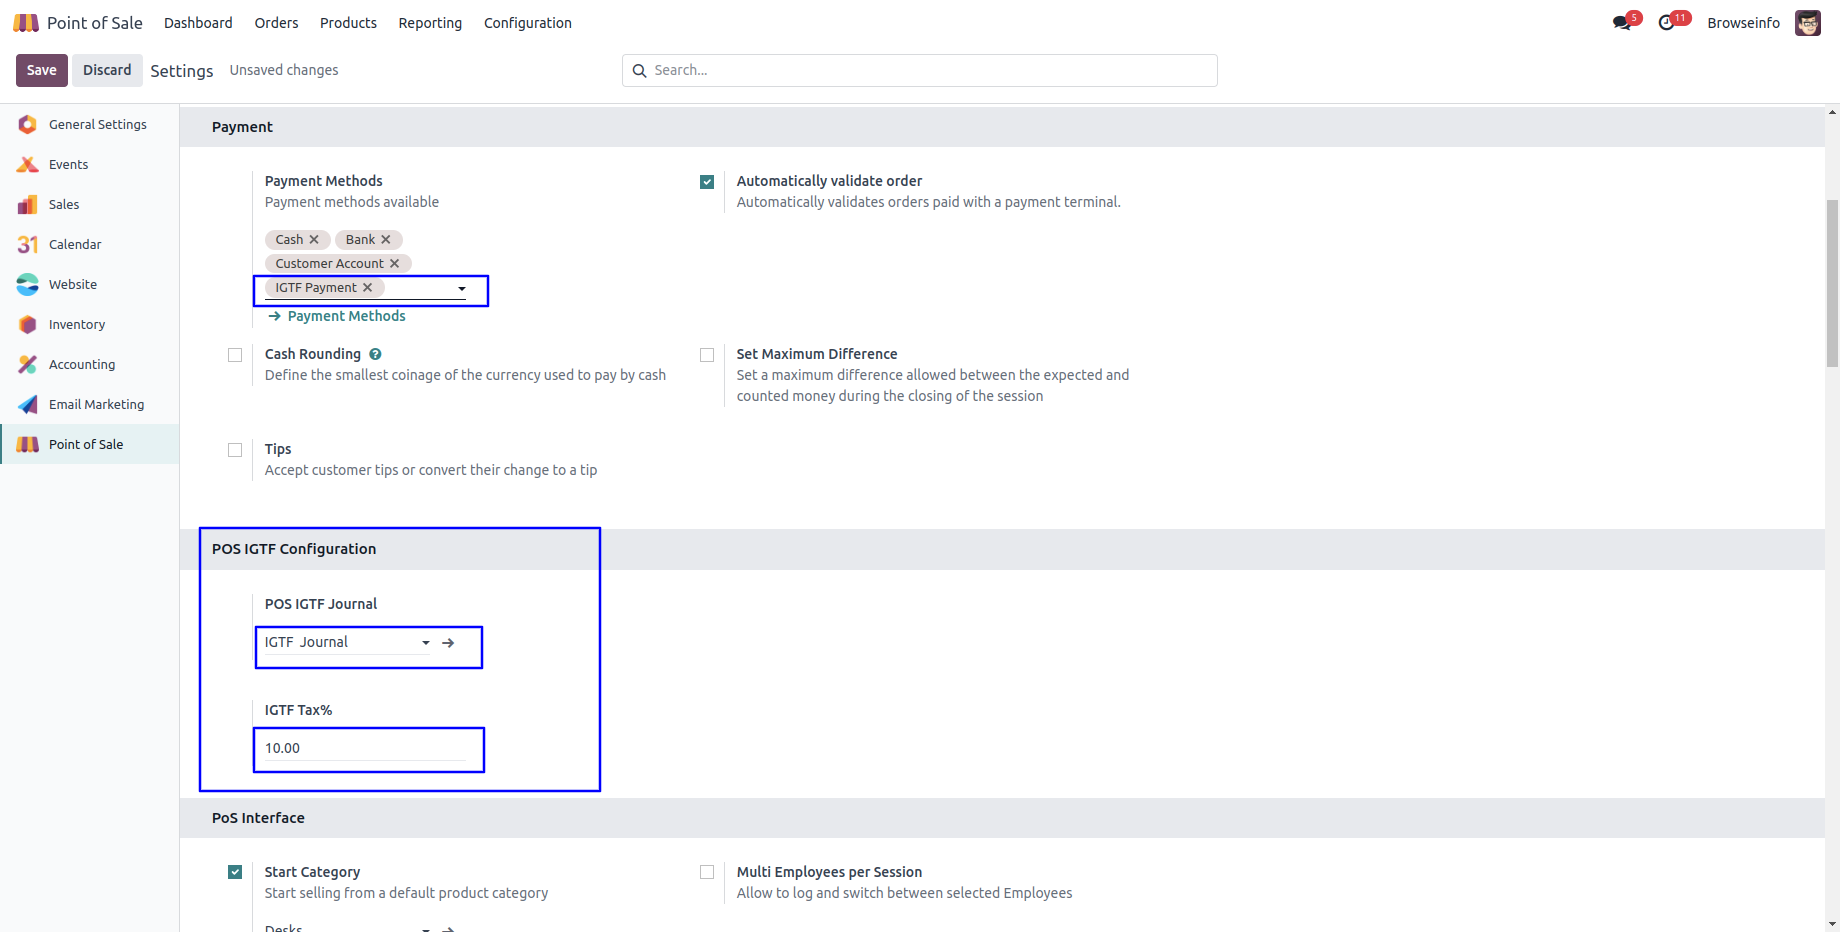 Point of Sale Dashboard Orders Products Reporting Configuration 5 11 Browseinfo
Save Discard Settings Unsaved changes Search...
General Settings
Events
Sales
31 Calendar
Website
Inventory
Accounting
Email Marketing
Point of Sale
Payment
Payment Methods
Payment methods available
Cash Bank
Customer Account
IGTF Payment
Payment Methods
Automatically validate order
Automatically validates orders paid with a payment terminal.
Cash Rounding ?
Define the smallest coinage of the currency used to pay by cash
Set Maximum Difference
Set a maximum difference allowed between the expected and
counted money during the closing of the session
Tips
Accept customer tips or convert their change to a tip
POS IGTF Configuration
POS IGTF Journal
IGTF Journal
IGTF Tax%
10.00
PoS Interface
Start Category
Start selling from a default product category
Desks
Multi Employees per Session
Allow to log and switch between selected Employees